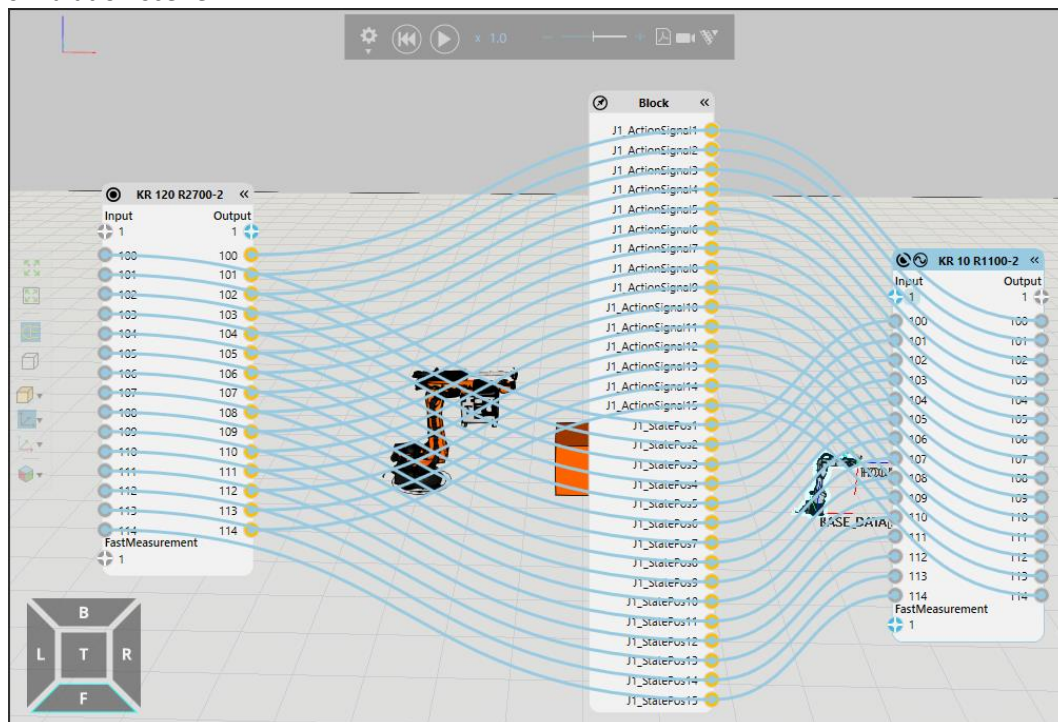 x 1.0
KR 120 R2700-2
Input Output
1 1
100 100
101 101
102 102
103 103
104 104
105 105
106 106
107 107
108 108
109 109
110 110
111 111
112 112
113 113
114 114
FastMeasurement
1
Block
J1_ActionSignal1
J1_ActionSignal2
J1_ActionSignal3
J1_ActionSignal4
J1_ActionSignal5
J1_ActionSignal6
J1_ActionSignal7
J1_ActionSignal8
J1_ActionSignal9
J1_ActionSignal10
J1_ActionSignal11
J1_ActionSignal12
J1_ActionSignal13
J1_ActionSignal14
J1_ActionSignal15
J1_StatePos1
J1_StatePos2
J1_StatePos3
J1_StatePos4
J1_StatePos5
J1_StatePos6
J1_StatePos7
J1_StatePos8
J1_StatePos9
J1_StatePos10
J1_StatePos11
J1_StatePos12
J1_StatePos13
J1_StatePos14
J1_StatePos15
BASE_DATA
KR 10 R1100-2
Input Output
1 1
100 100
101 101
102 102
103 103
104 104
105 105
106 106
107 107
108 108
109 109
110 110
111 111
112 112
113 113
114 114
FastMeasurement
1
B
L T R
F